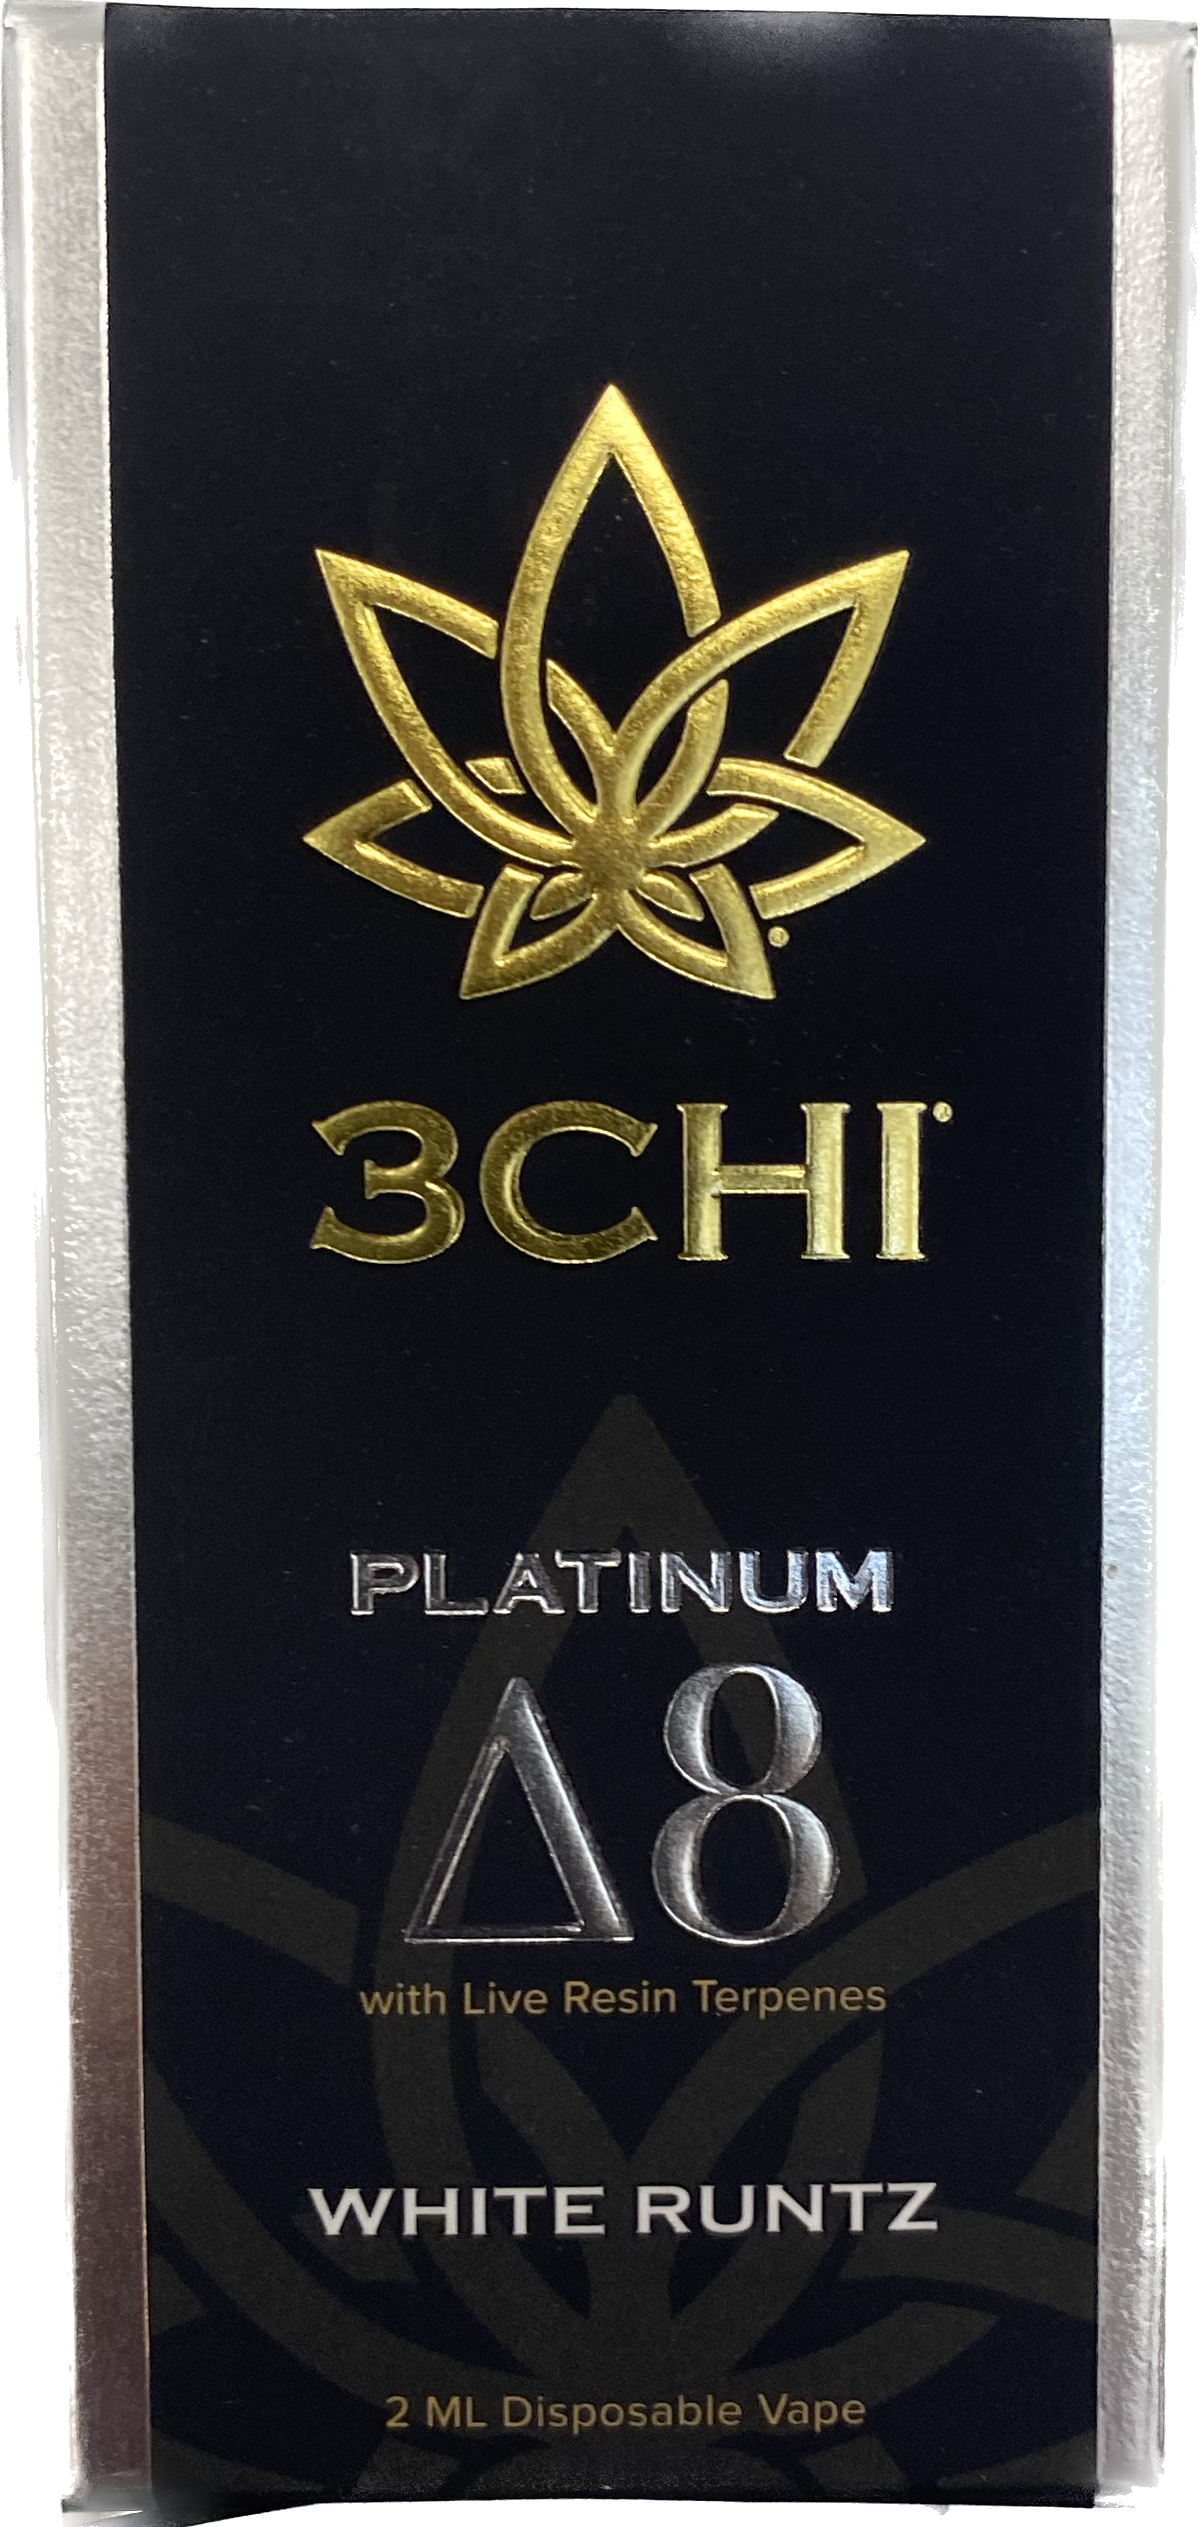 3CHI®
PLATINUM
Δ8
with Live Resin Terpenes
WHITE RUNTZ
2 ML Disposable Vape